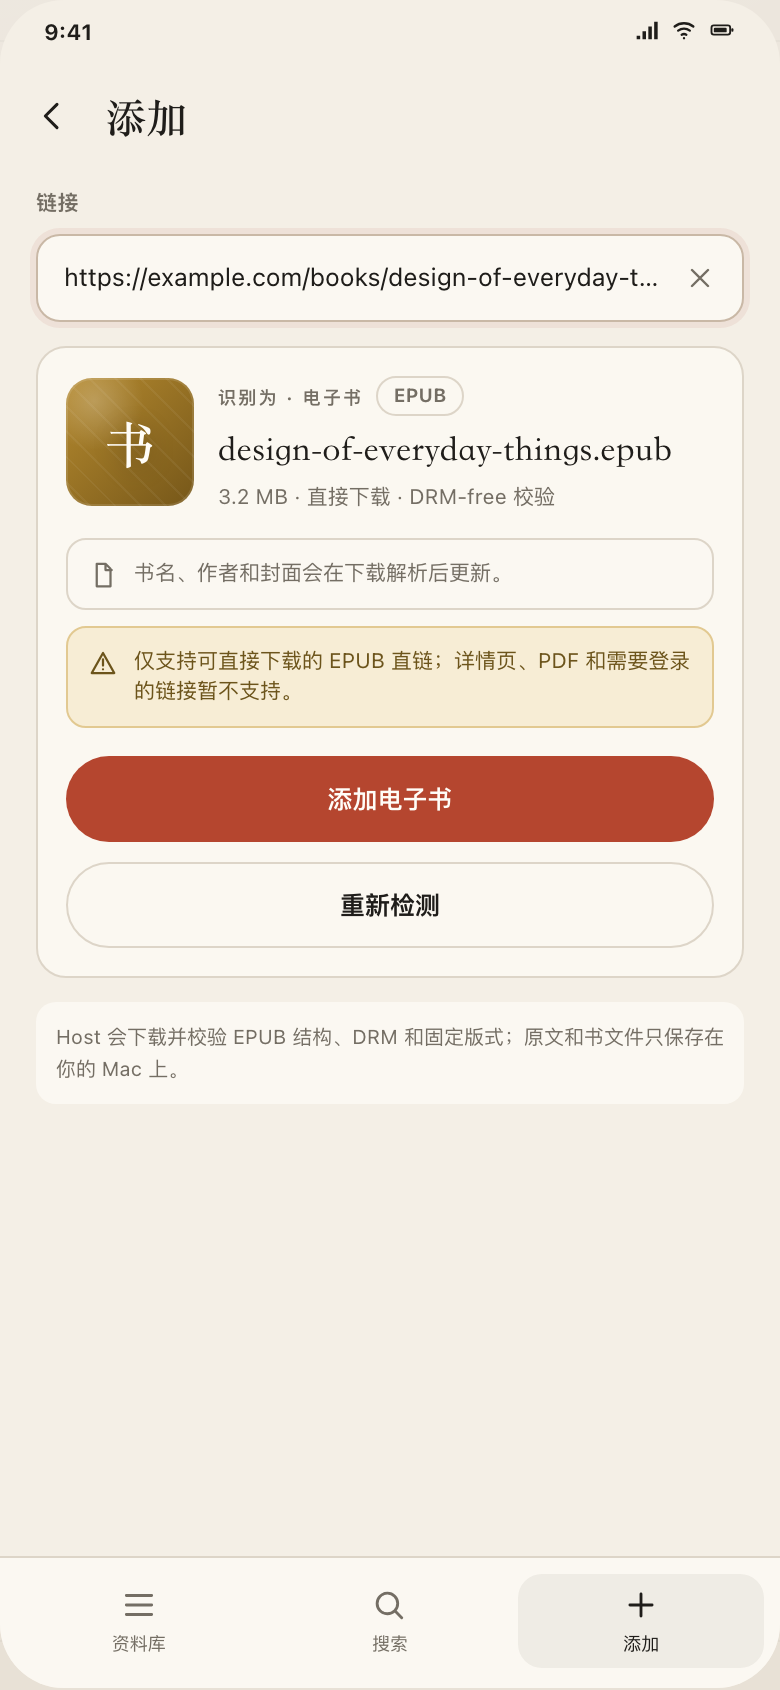 9:41
添加
链接
https://example.com/books/design-of-everyday-t...
书
识别为 · 电子书 EPUB
design-of-everyday-things.epub
3.2 MB · 直接下载 · DRM-free 校验
书名、作者和封面会在下载解析后更新。
仅支持可直接下载的 EPUB 直链；详情页、PDF 和需要登录
的链接暂不支持。
添加电子书
重新检测
Host 会下载并校验 EPUB 结构、DRM 和固定版式；原文和书文件只保存在
你的 Mac 上。
资料库 搜索 添加